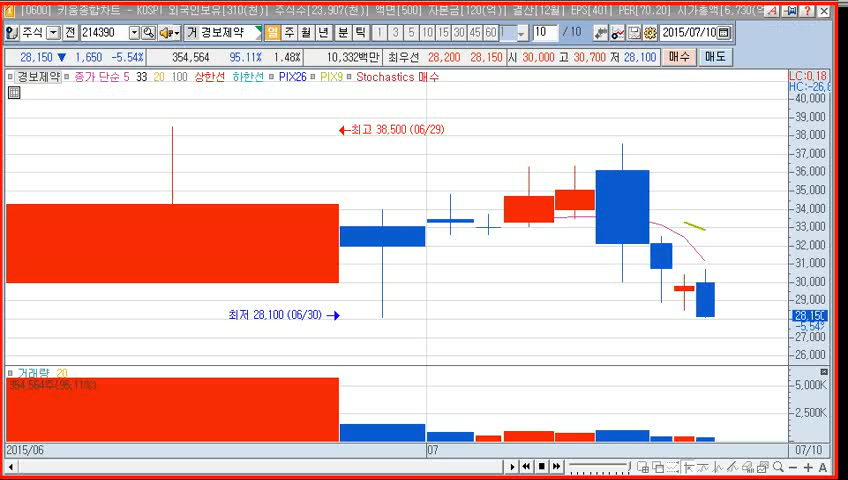 [0600] 키움종합차트 - KOSPI 외국인보유[310(천)] 주식수[23,907(천)] 액면[500] 자본금[120(억)] 결산[12월] EPS[401] PER[70.20] 시가총액[6,730(억
주식 214390 전 거 경보제약 일 주 월 년 분 틱 1 3 5 10 15 30 45 60 1 10 / 10 2015/07/10
28,150 ▼ 1,650 -5.54% 354,564 95.11% 1.48% 10,332백만 최우선 28,200 28,150 시 30,000 고 30,700 저 28,100 매수 매도
경보제약 종가 단순 5 33 20 100 상한선 하한선 PIX26 PIX9 Stochastics 매수
LC:0,18
HC:-26,8
40,000
39,000
최고 38,500 (06/29)
38,000
37,000
36,000
35,000
34,000
33,000
32,000
31,000
30,000
29,000
최저 28,100 (06/30)
28,150
-5,54%
27,000
26,000
거래량 20
354,564주(95,11%)
5,000K
2,500K
2015/06 07 07/10